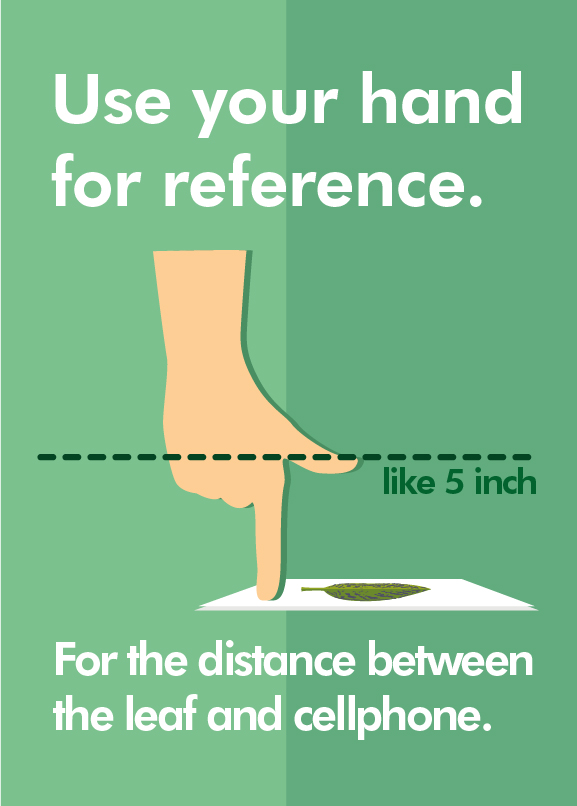 Use your hand
for reference.
like 5 inch
For the distance between
the leaf and cellphone.